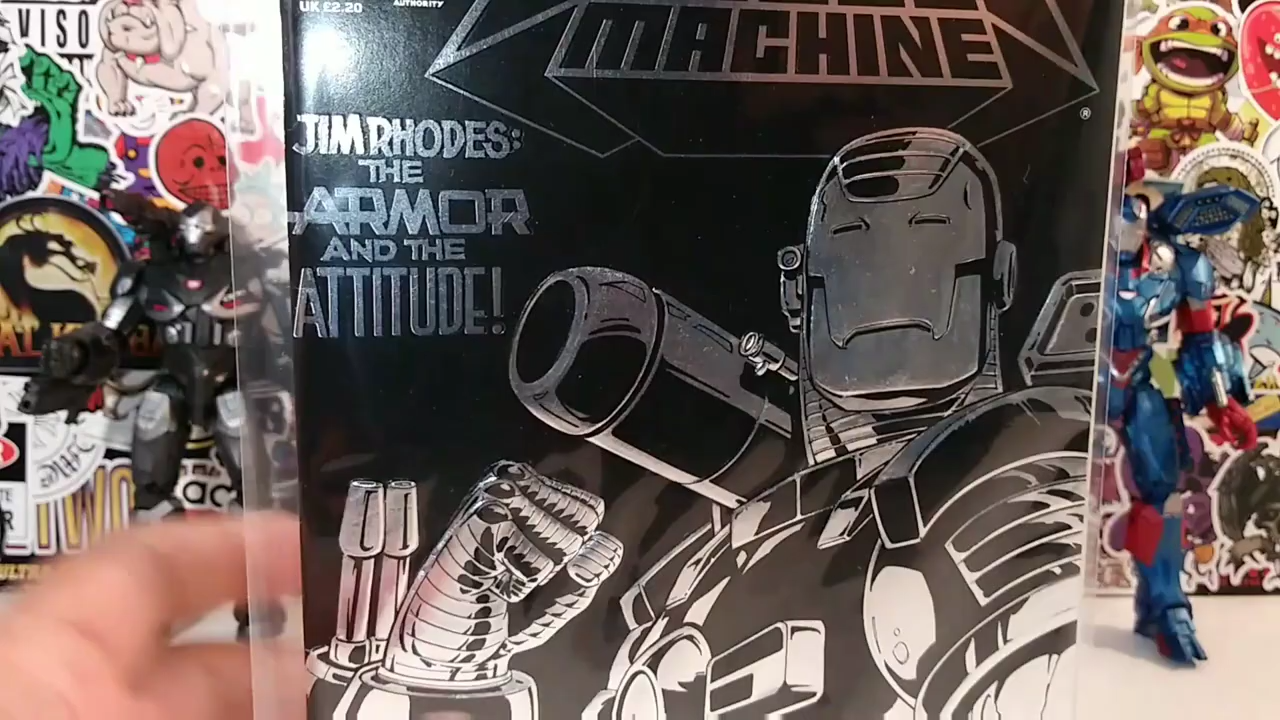 UK £2.20
AUTHORITY
MACHINE
®
JIM RHODES:
THE
ARMOR
AND THE
ATTITUDE!
VISO